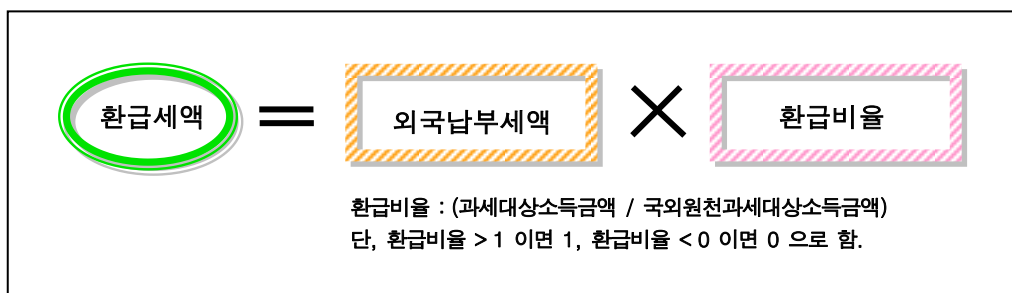 환급세액 = 외국납부세액 × 환급비율
환급비율 : (과세대상소득금액 / 국외원천과세대상소득금액)
단, 환급비율 > 1 이면 1, 환급비율 < 0 이면 0 으로 함.